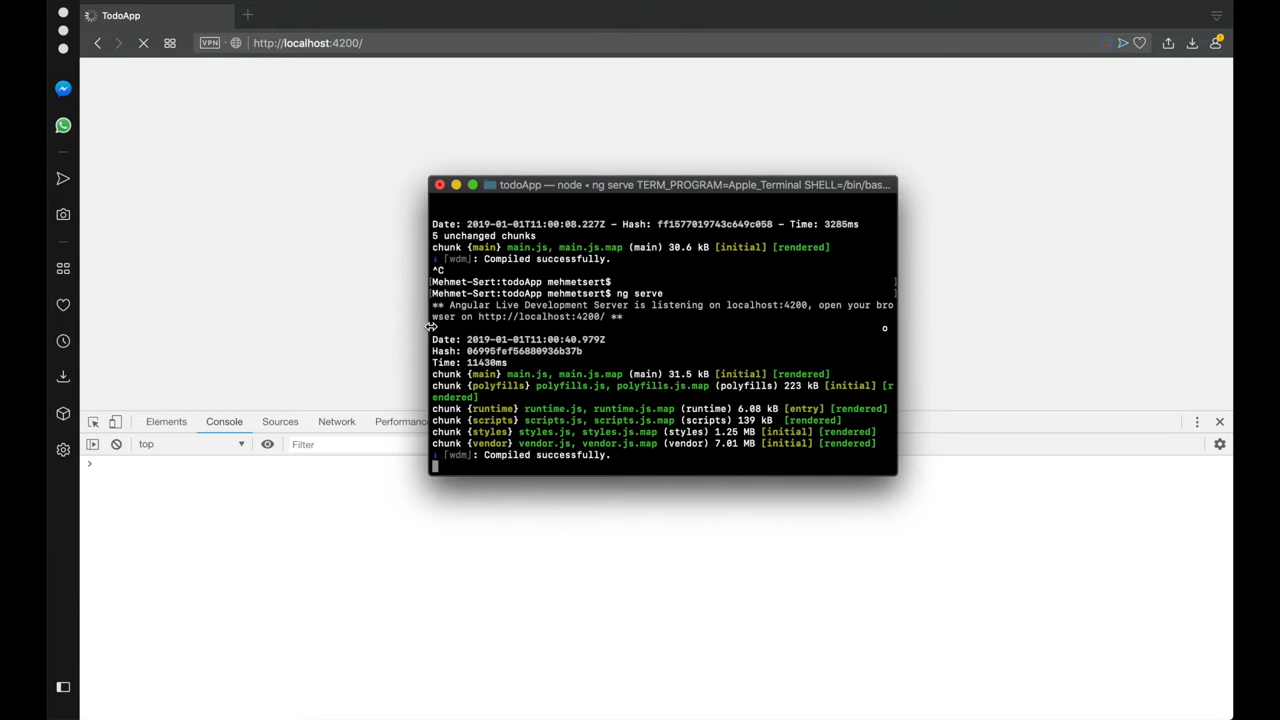 TodoApp
VPN
http://localhost:4200/
todoApp — node • ng serve TERM_PROGRAM=Apple_Terminal SHELL=/bin/bas...
Date: 2019-01-01T11:00:08.227Z - Hash: ff1577019743c649c058 - Time: 3285ms
5 unchanged chunks
chunk {main} main.js, main.js.map (main) 30.6 kB [initial] [rendered]
ℹ ｢wdm｣: Compiled successfully.
^C
[Mehmet-Sert:todoApp mehmetsert$ ]
[Mehmet-Sert:todoApp mehmetsert$ ng serve ]
** Angular Live Development Server is listening on localhost:4200, open your bro
wser on http://localhost:4200/ **
Date: 2019-01-01T11:00:40.979Z
Hash: 06995fef56880936b37b
Time: 11430ms
chunk {main} main.js, main.js.map (main) 31.5 kB [initial] [rendered]
chunk {polyfills} polyfills.js, polyfills.js.map (polyfills) 223 kB [initial] [r
endered]
chunk {runtime} runtime.js, runtime.js.map (runtime) 6.08 kB [entry] [rendered]
chunk {scripts} scripts.js, scripts.js.map (scripts) 139 kB  [rendered]
chunk {styles} styles.js, styles.js.map (styles) 1.25 MB [initial] [rendered]
chunk {vendor} vendor.js, vendor.js.map (vendor) 7.01 MB [initial] [rendered]
ℹ ｢wdm｣: Compiled successfully.
Elements Console Sources Network Performanc
top
Filter